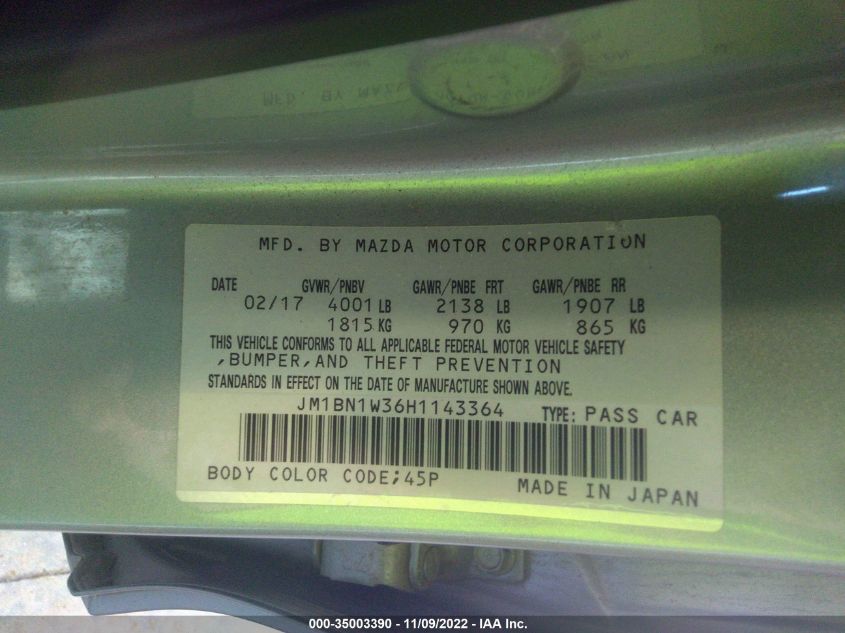 MFD. BY MAZDA MOTOR CORPORATION
DATE GVWR/PNBV GAWR/PNBE FRT GAWR/PNBE RR
02/17 4001 LB 2138 LB 1907 LB
1815 KG 970 KG 865 KG
THIS VEHICLE CONFORMS TO ALL APPLICABLE FEDERAL MOTOR VEHICLE SAFETY
,BUMPER,AND THEFT PREVENTION
STANDARDS IN EFFECT ON THE DATE OF MANUFACTURE SHOWN ABOVE.
JM1BN1W36H1143364 TYPE: PASS CAR
BODY COLOR CODE;45P
MADE IN JAPAN
000-35003390 - 11/09/2022 - IAA Inc.